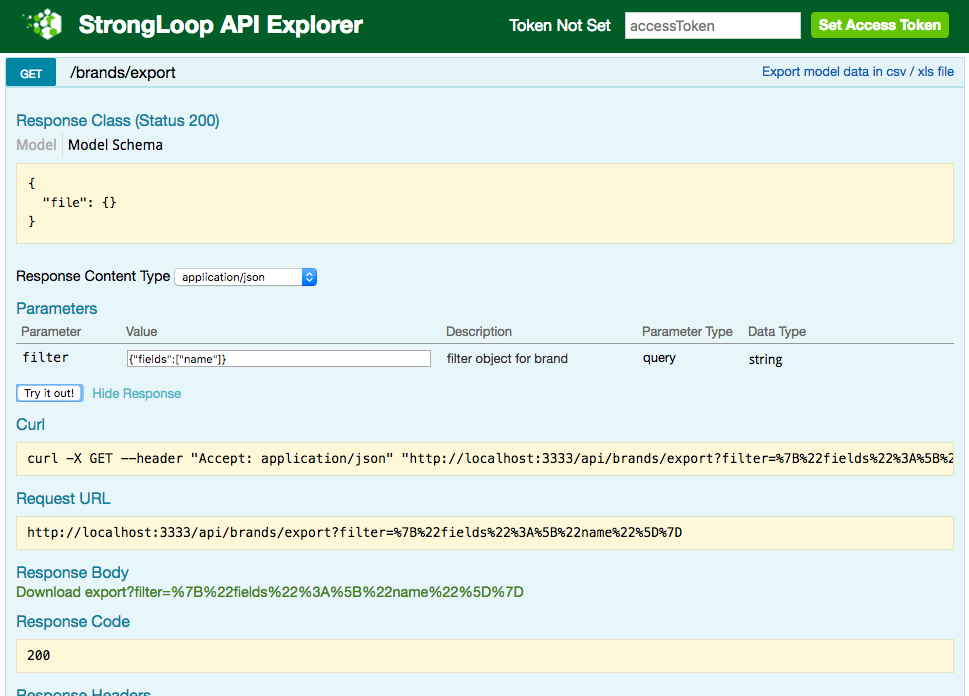 StrongLoop API Explorer
Token Not Set
accessToken
Set Access Token
GET /brands/export
Export model data in csv / xls file
Response Class (Status 200)
Model Model Schema
{
"file": {}
}
Response Content Type application/json
Parameters
Parameter Value Description Parameter Type Data Type
filter {"fields":["name"]} filter object for brand query string
Try it out! Hide Response
Curl
curl -X GET --header "Accept: application/json" "http://localhost:3333/api/brands/export?filter=%7B%22fields%22%3A%5B%2
Request URL
http://localhost:3333/api/brands/export?filter=%7B%22fields%22%3A%5B%22name%22%5D%7D
Response Body
Download export?filter=%7B%22fields%22%3A%5B%22name%22%5D%7D
Response Code
200
Response Headers